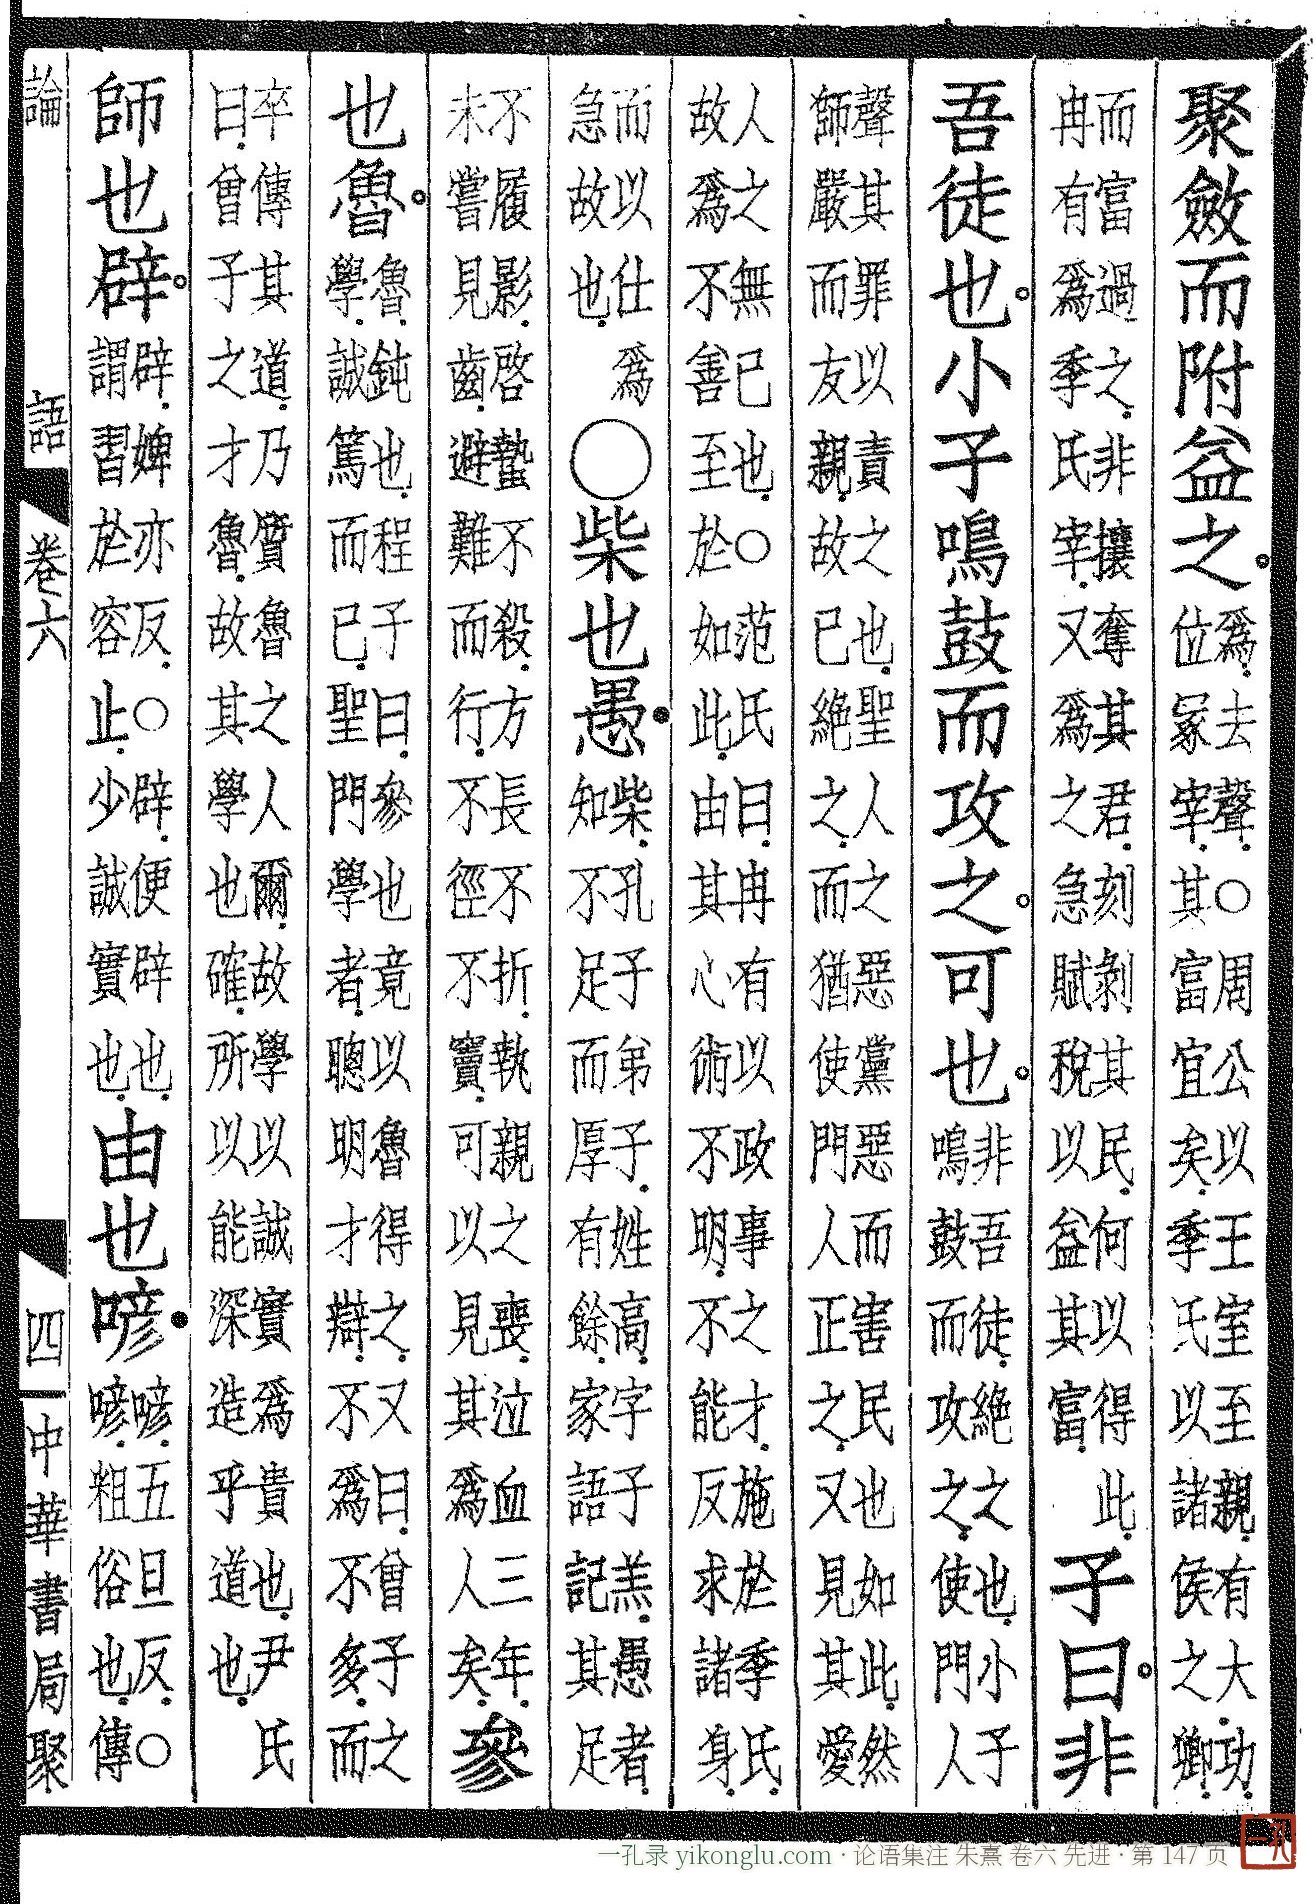 聚斂而附益之
爲去聲○周公以王室至親有大功
位冢宰其富宜矣季氏以諸侯之卿
而富過之非攘奪其君刻剝其民何以得此
冉有爲季氏宰又爲之急賦稅以益其富
子曰非
吾徒也小子鳴鼓而攻之可也
非吾徒絕之也小子
鳴鼓而攻之使門人
聲其罪以責之也聖人之惡黨惡而害民也如此然
師嚴而友親故已絕之而猶使門人正之又見其愛
人之無已也○范氏曰冉有以政事之才施於季氏
故爲不善至於如此由其心術不明不能反求諸身
而以仕爲
急故也
○柴也愚
柴孔子弟子姓高字子羔愚者
知不足而厚有餘家語記其足
不履影啓蟄不殺方長不折執親之喪泣血三年
未嘗見齒避難而行不徑不竇可以見其爲人矣
參
也魯
魯鈍也程子曰參也竟以魯得之又曰曾子之
學誠篤而已聖門學者聰明才辯不爲不多而
卒傳其道乃質魯之人爾故學以誠實爲貴也尹氏
曰曾子之才魯故其學也確所以能深造乎道也
師也辟
辟婢亦反○辟便辟也
謂習於容止少誠實也
由也喭
喭五旦反○
喭粗俗也傳
論語 卷六 四一 中華書局聚
一孔录 yikonglu.com · 论语集注 朱熹 卷六 先进 · 第 147 页
一孔